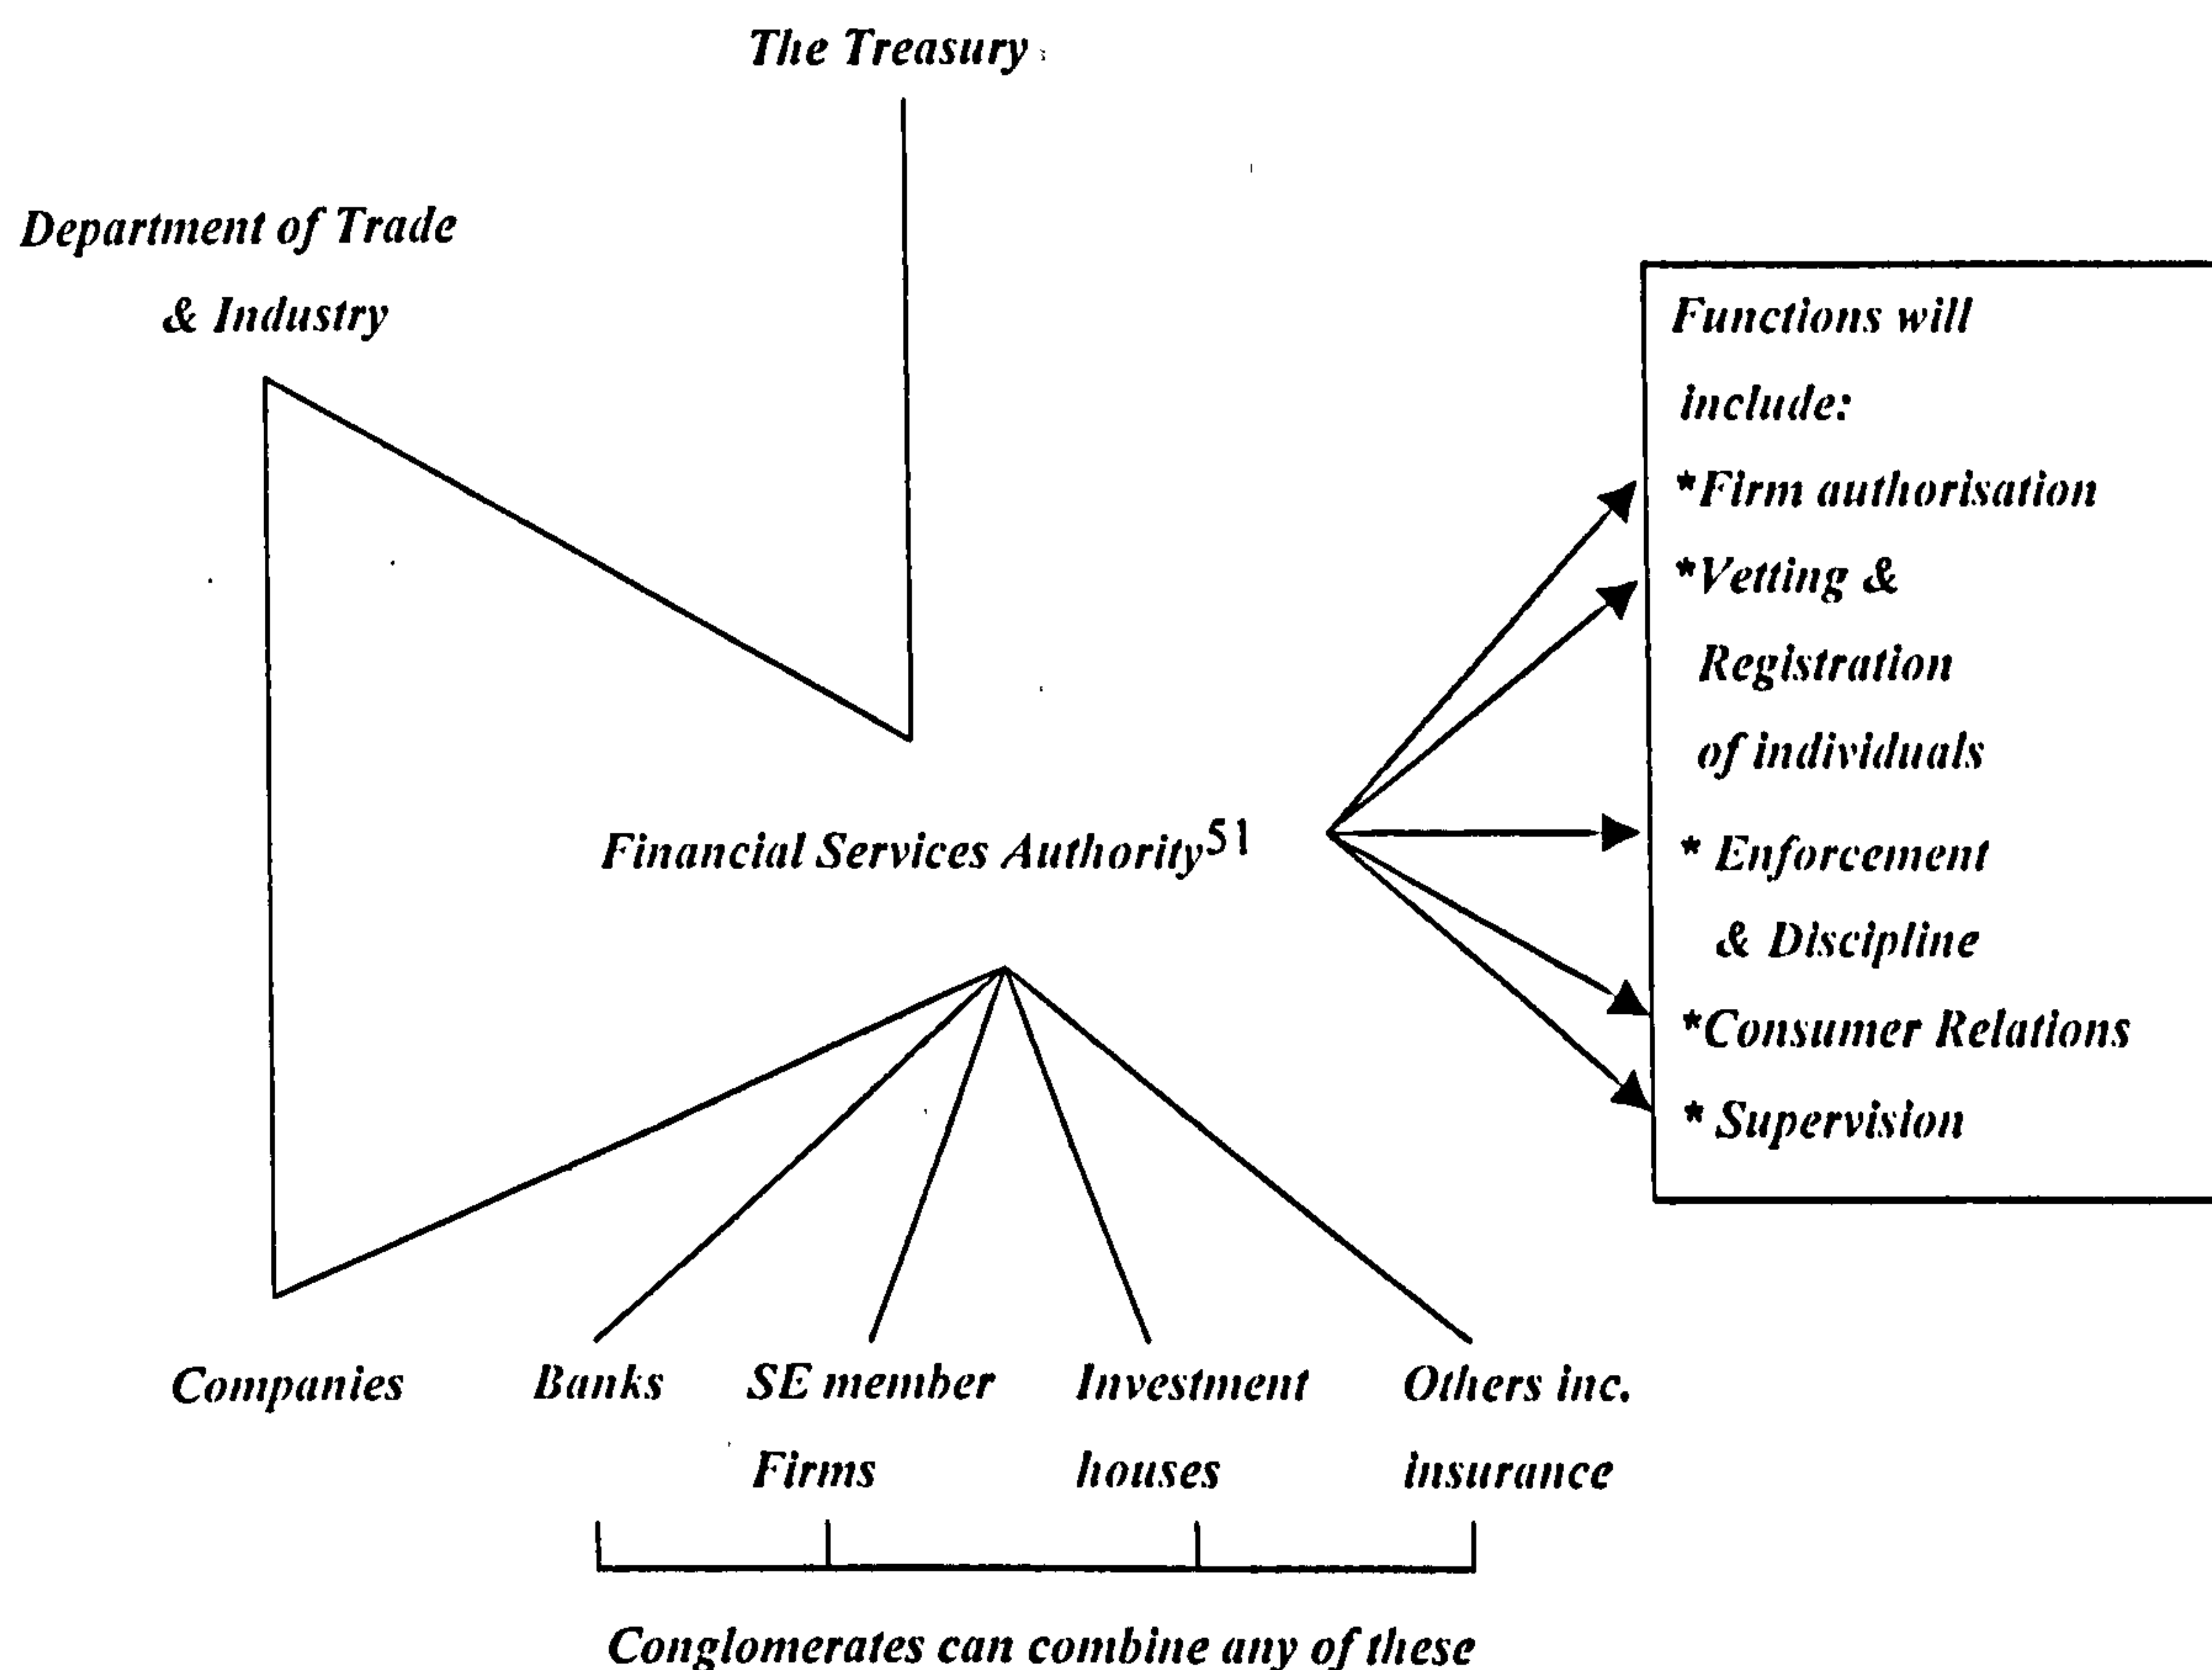 The Treasury
Department of Trade
& Industry
Functions will
include:
*Firm authorisation
*Vetting &
Registration
of individuals
* Enforcement
& Discipline
*Consumer Relations
* Supervision
Financial Services Authority51
Companies
Banks
SE member
Firms
Investment
houses
Others inc.
insurance
Conglomerates can combine any of these